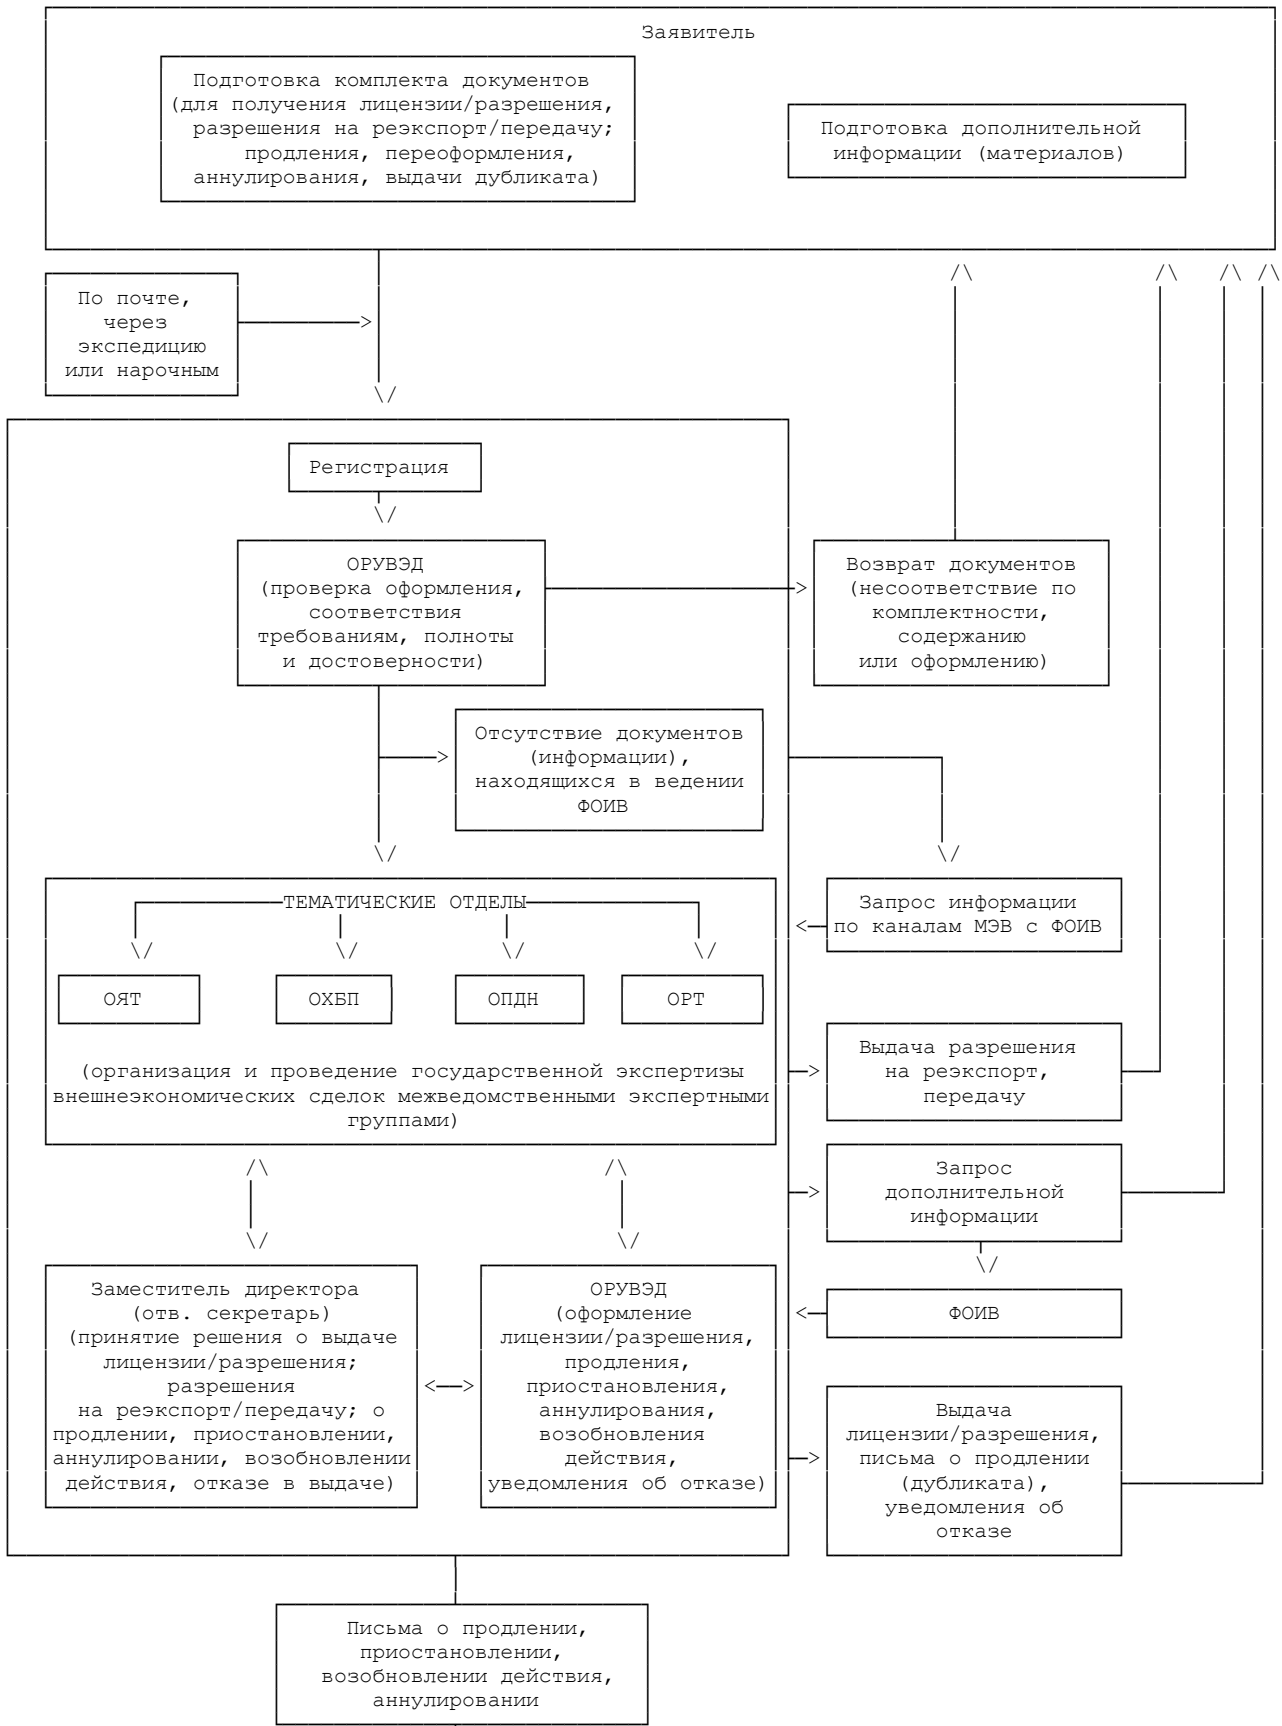 Заявитель
Подготовка комплекта документов
(для получения лицензии/разрешения,
разрешения на реэкспорт/передачу;
продления, переоформления,
аннулирования, выдачи дубликата)
Подготовка дополнительной
информации (материалов)
По почте,
через
экспедицию
или нарочным
Регистрация
ОРУВЭД
(проверка оформления,
соответствия
требованиям, полноты
и достоверности)
Возврат документов
(несоответствие по
комплектности,
содержанию
или оформлению)
Отсутствие документов
(информации),
находящихся в ведении
ФОИВ
ТЕМАТИЧЕСКИЕ ОТДЕЛЫ
ОЯТ
ОХБП
ОПДН
ОРТ
(организация и проведение государственной экспертизы
внешнеэкономических сделок межведомственными экспертными
группами)
Запрос информации
по каналам МЭВ с ФОИВ
Выдача разрешения
на реэкспорт,
передачу
Запрос
дополнительной
информации
ФОИВ
Заместитель директора
(отв. секретарь)
(принятие решения о выдаче
лицензии/разрешения;
разрешения
на реэкспорт/передачу; о
продлении, приостановлении,
аннулировании, возобновлении
действия, отказе в выдаче)
ОРУВЭД
(оформление
лицензии/разрешения,
продления,
приостановления,
аннулирования,
возобновления
действия,
уведомления об отказе)
Выдача
лицензии/разрешения,
письма о продлении
(дубликата),
уведомления об
отказе
Письма о продлении,
приостановлении,
возобновлении действия,
аннулировании